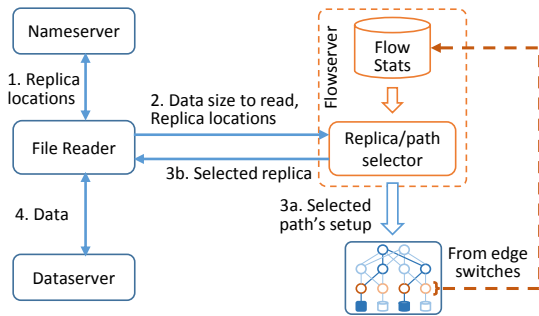 Nameserver
1. Replica
locations
File Reader
4. Data
Dataserver
2. Data size to read,
Replica locations
3b. Selected replica
Flowserver
Flow
Stats
Replica/path
selector
3a. Selected
path's setup
From edge
switches